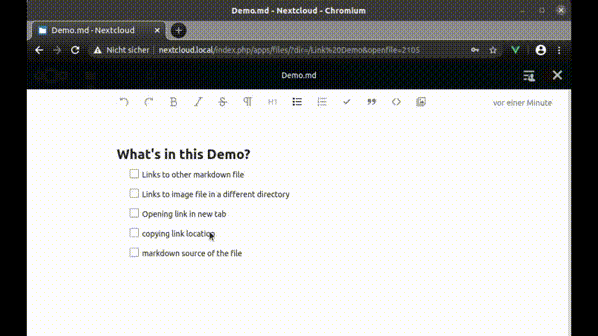 Demo.md - Nextcloud - Chromium
Demo.md - Nextcloud - Chromium
Nicht sicher nextcloud.local/index.php/apps/files/?dir=/Link%20Demo&openfile=2105
Demo.md
H1 vor einer Minute
What's in this Demo?
Links to other markdown file
Links to image file in a different directory
Opening link in new tab
copying link location
markdown source of the file